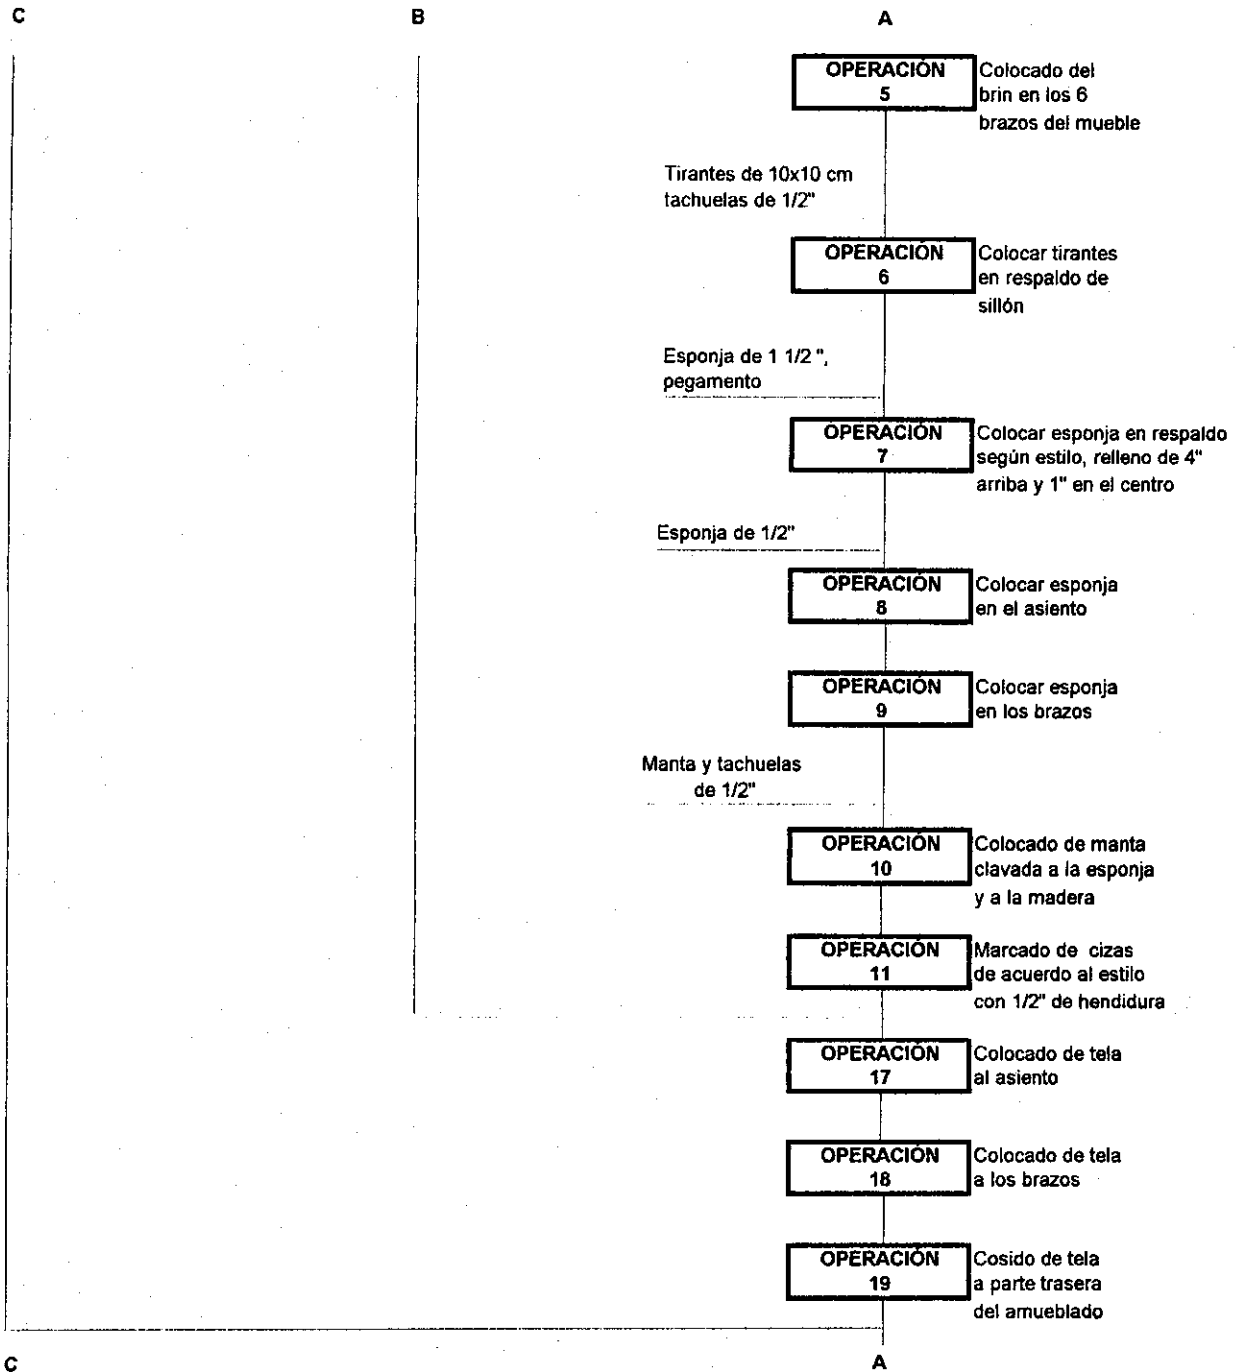 C B A
OPERACIÓN
5
Colocado del
brin en los 6
brazos del mueble
Tirantes de 10x10 cm
tachuelas de 1/2"
OPERACIÓN
6
Colocar tirantes
en respaldo de
sillón
Esponja de 1 1/2 ",
pegamento
OPERACIÓN
7
Colocar esponja en respaldo
según estilo, relleno de 4"
arriba y 1" en el centro
Esponja de 1/2"
OPERACIÓN
8
Colocar esponja
en el asiento
OPERACIÓN
9
Colocar esponja
en los brazos
Manta y tachuelas
de 1/2"
OPERACIÓN
10
Colocado de manta
clavada a la esponja
y a la madera
OPERACIÓN
11
Marcado de cizas
de acuerdo al estilo
con 1/2" de hendidura
OPERACIÓN
17
Colocado de tela
al asiento
OPERACIÓN
18
Colocado de tela
a los brazos
OPERACIÓN
19
Cosido de tela
a parte trasera
del amueblado
C A